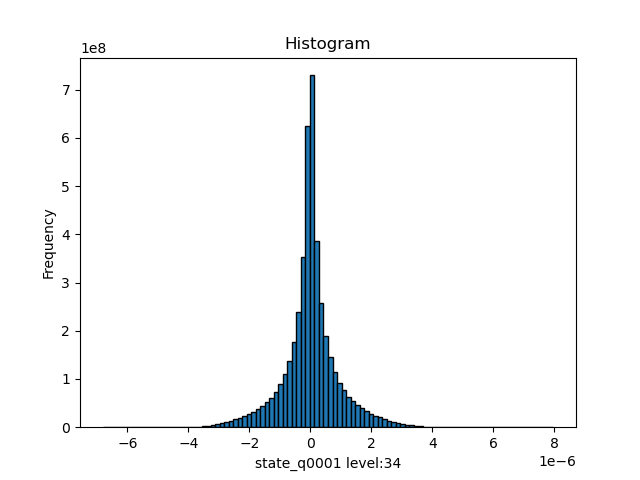 Histogram
1e8
7
6
5
4
3
2
1
0
Frequency
−6 −4 −2 0 2 4 6 8
1e−6
state_q0001 level:34